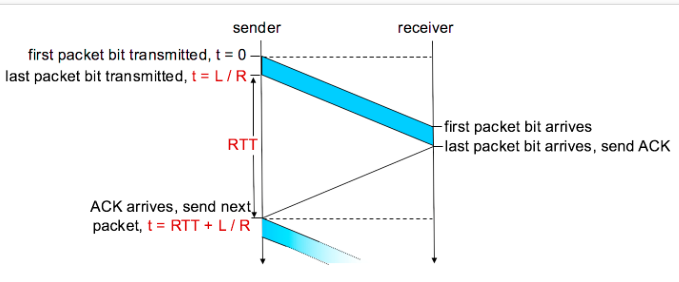 sender
receiver
first packet bit transmitted, t = 0
last packet bit transmitted, t = L / R
first packet bit arrives
last packet bit arrives, send ACK
RTT
ACK arrives, send next
packet, t = RTT + L / R